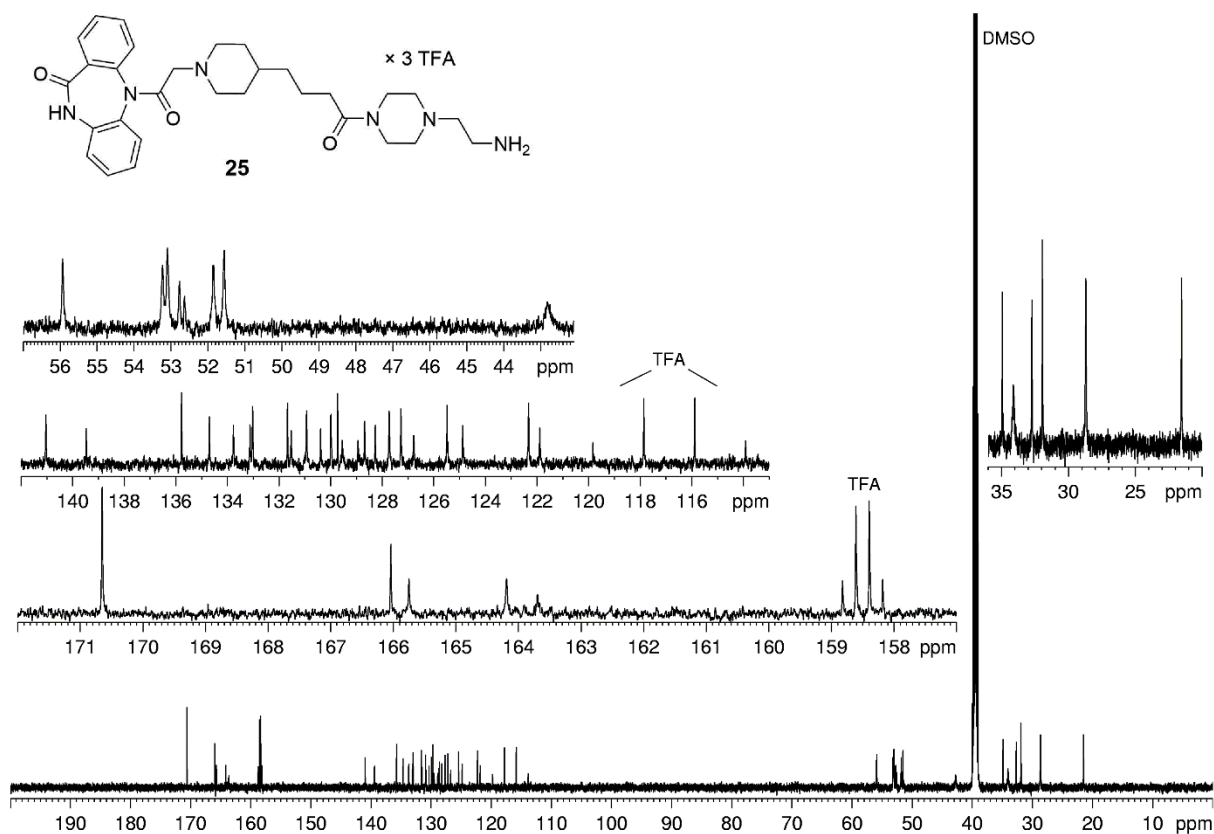 O
N
N
× 3 TFA
HN
N
O
N
N
O
NH₂
25
DMSO
56 55 54 53 52 51 50 49 48 47 46 45 44 ppm
TFA
140 138 136 134 132 130 128 126 124 122 120 118 116 ppm
35 30 25 ppm
TFA
171 170 169 168 167 166 165 164 163 162 161 160 159 158 ppm
190 180 170 160 150 140 130 120 110 100 90 80 70 60 50 40 30 20 10 ppm